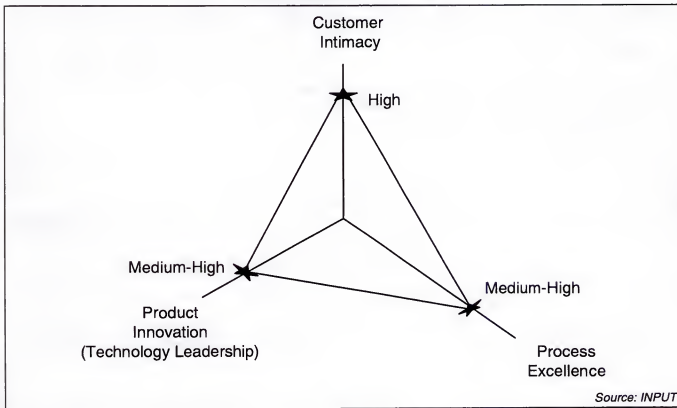 Customer
Intimacy
High
Medium-High
Medium-High
Product
Innovation
(Technology Leadership)
Process
Excellence
Source: INPUT